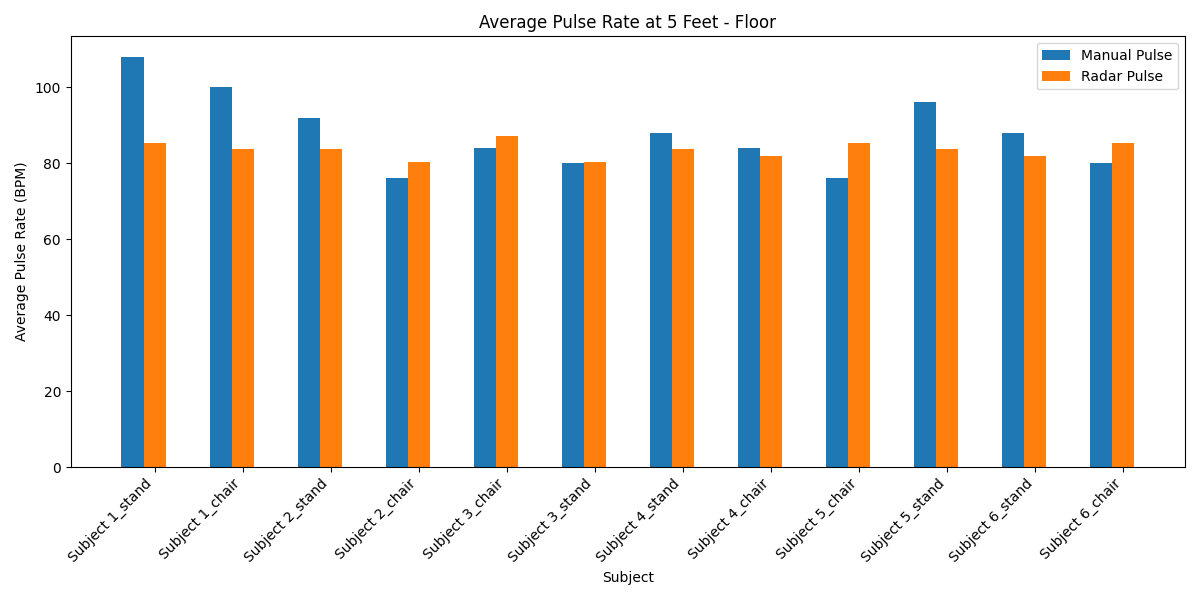 Average Pulse Rate at 5 Feet - Floor
Manual Pulse
Radar Pulse
Average Pulse Rate (BPM)
100
80
60
40
20
0
Subject 1_stand
Subject 1_chair
Subject 2_stand
Subject 2_chair
Subject 3_chair
Subject 3_stand
Subject 4_stand
Subject 4_chair
Subject 5_chair
Subject 5_stand
Subject 6_stand
Subject 6_chair
Subject